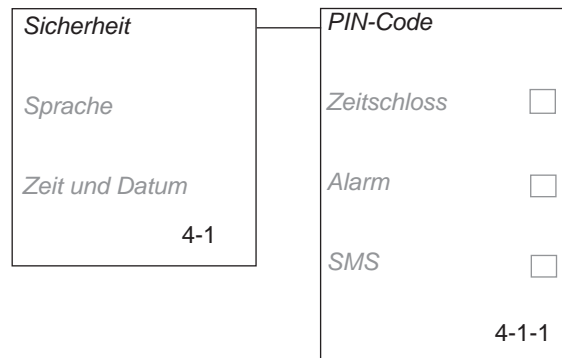 Sicherheit
Sprache
Zeit und Datum
4-1
PIN-Code
Zeitschloss
Alarm
SMS
4-1-1